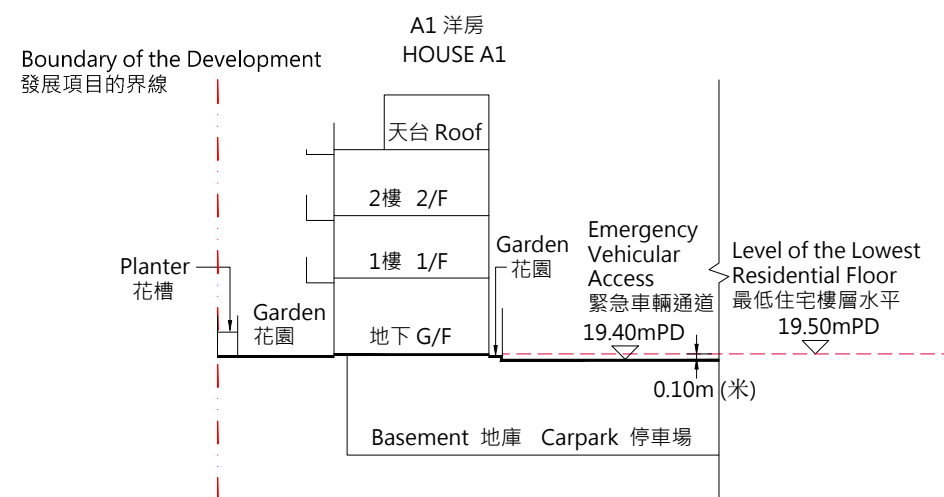 A1 洋房
HOUSE A1
Boundary of the Development
發展項目的界線
天台 Roof
2樓 2/F
1樓 1/F
地下 G/F
Planter
花槽
Garden
花園
Garden
花園
Emergency
Vehicular
Access
緊急車輛通道
19.40mPD
Level of the Lowest
Residential Floor
最低住宅樓層水平
19.50mPD
0.10m (米)
Basement 地庫 Carpark 停車場